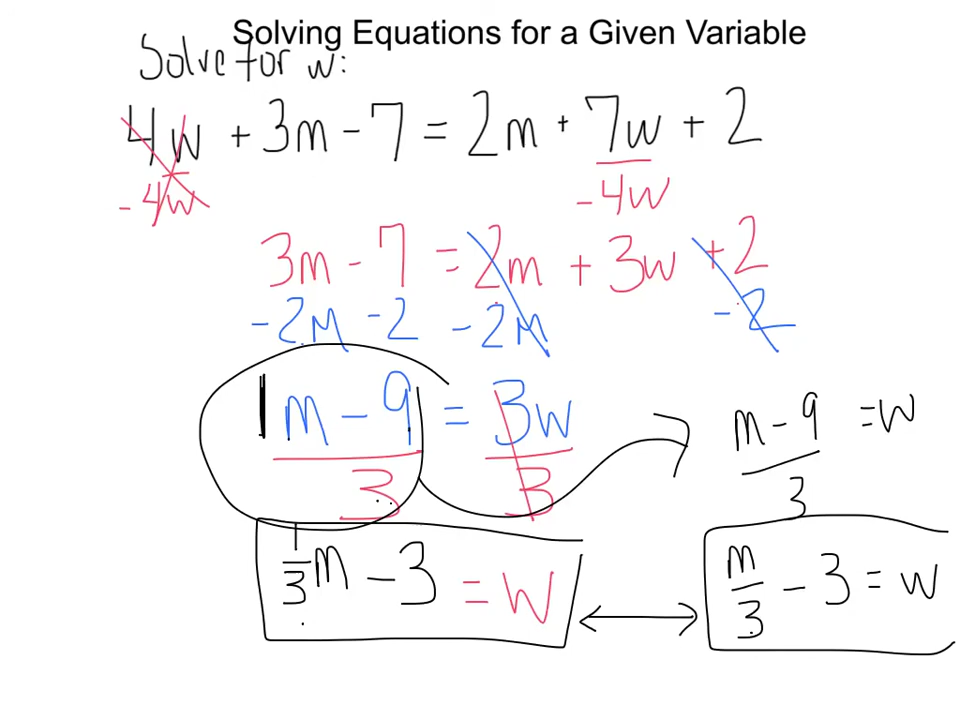 Solving Equations for a Given Variable
Solve for w:
4w + 3m - 7 = 2m + 7w + 2
- 4w - 4w
3m - 7 = 2m + 3w + 2
- 2m - 2 - 2m - 2
1m - 9 = 3w
3 3
m - 9 = w
3
1/3 m - 3 = w
m/3 - 3 = w